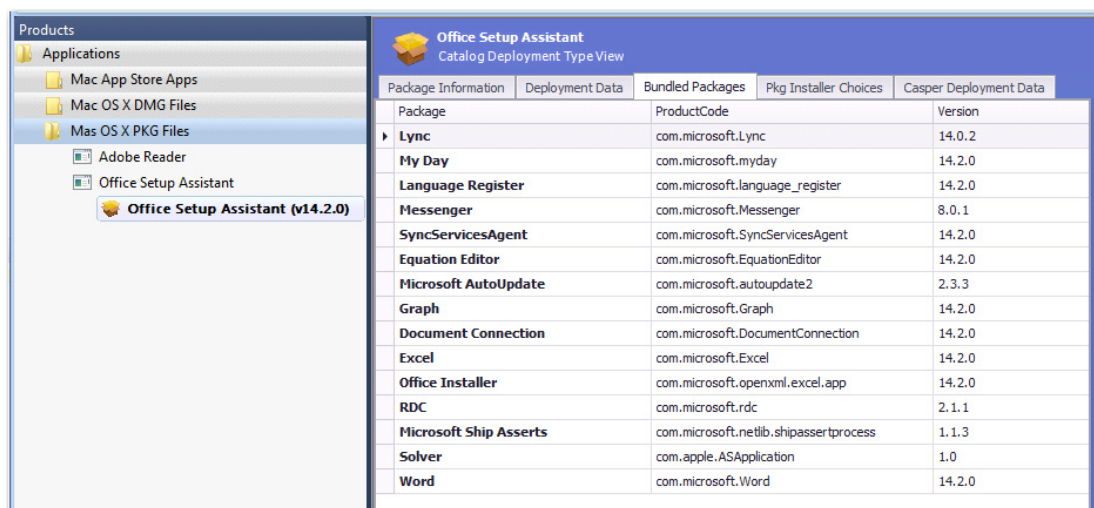 Products
Applications
Mac App Store Apps
Mac OS X DMG Files
Mas OS X PKG Files
Adobe Reader
Office Setup Assistant
Office Setup Assistant (v14.2.0)
Office Setup Assistant
Catalog Deployment Type View
Package Information Deployment Data Bundled Packages Pkg Installer Choices Casper Deployment Data
Package ProductCode Version
Lync com.microsoft.Lync 14.0.2
My Day com.microsoft.myday 14.2.0
Language Register com.microsoft.language_register 14.2.0
Messenger com.microsoft.Messenger 8.0.1
SyncServicesAgent com.microsoft.SyncServicesAgent 14.2.0
Equation Editor com.microsoft.EquationEditor 14.2.0
Microsoft AutoUpdate com.microsoft.autoupdate2 2.3.3
Graph com.microsoft.Graph 14.2.0
Document Connection com.microsoft.DocumentConnection 14.2.0
Excel com.microsoft.Excel 14.2.0
Office Installer com.microsoft.openxml.excel.app 14.2.0
RDC com.microsoft.rdc 2.1.1
Microsoft Ship Asserts com.microsoft.netlib.shipassertprocess 1.1.3
Solver com.apple.ASApplication 1.0
Word com.microsoft.Word 14.2.0